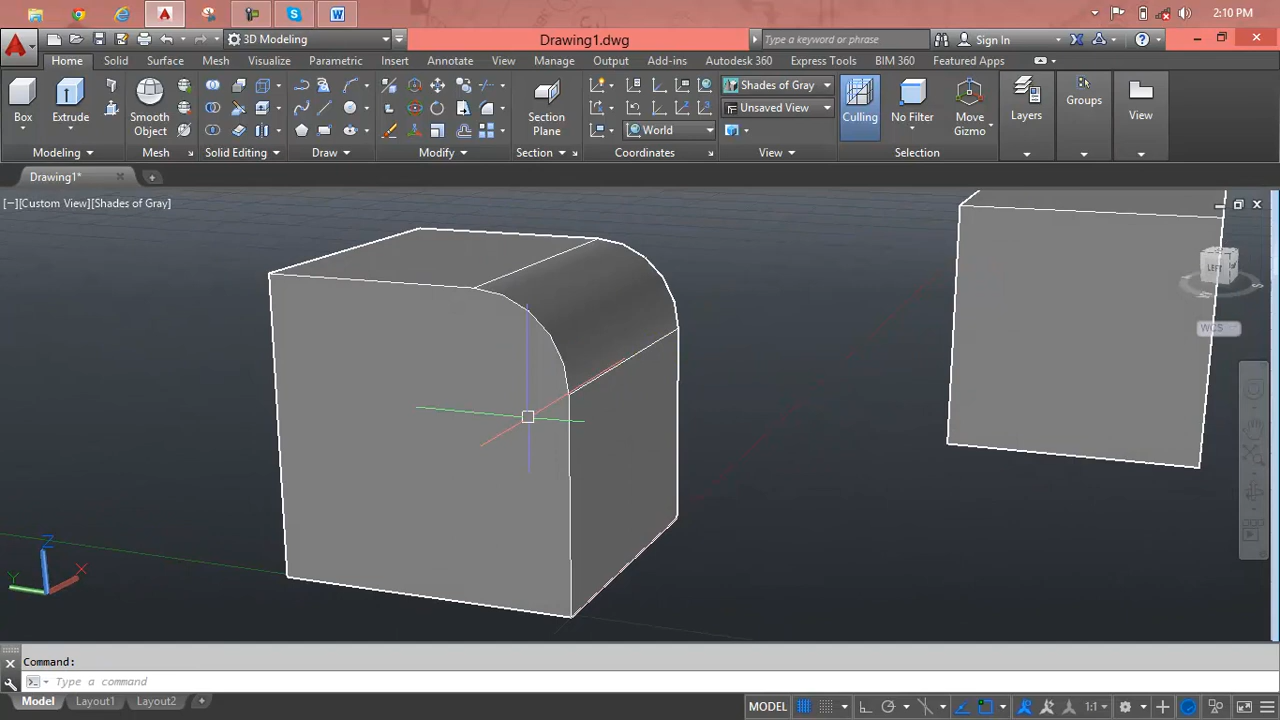 2:10 PM
3D Modeling
Drawing1.dwg
Type a keyword or phrase
Sign In
Home Solid Surface Mesh Visualize Parametric Insert Annotate View Manage Output Add-ins Autodesk 360 Express Tools BIM 360 Featured Apps
Box
Extrude
Smooth Object
Section Plane
World
Shades of Gray
Unsaved View
Culling
No Filter
Move Gizmo
Layers
Groups
View
Modeling
Mesh
Solid Editing
Draw
Modify
Section
Coordinates
View
Selection
Drawing1*
[−][Custom View][Shades of Gray]
LEFT
WCS
Z
X
Y
Command:
Type a command
Model Layout1 Layout2
MODEL
1:1